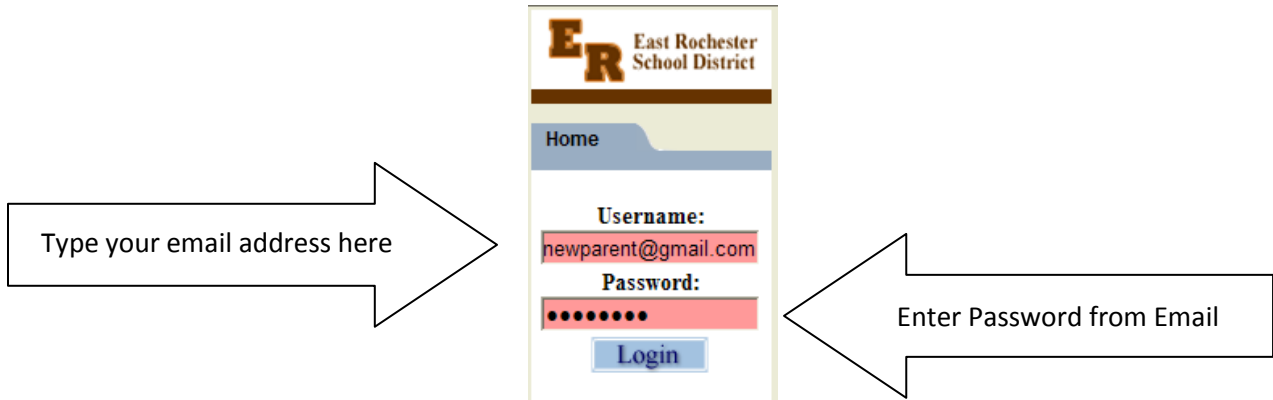 ER
East Rochester
School District
Home
Username:
Type your email address here
newparent@gmail.com
Password:
••••••••
Enter Password from Email
Login